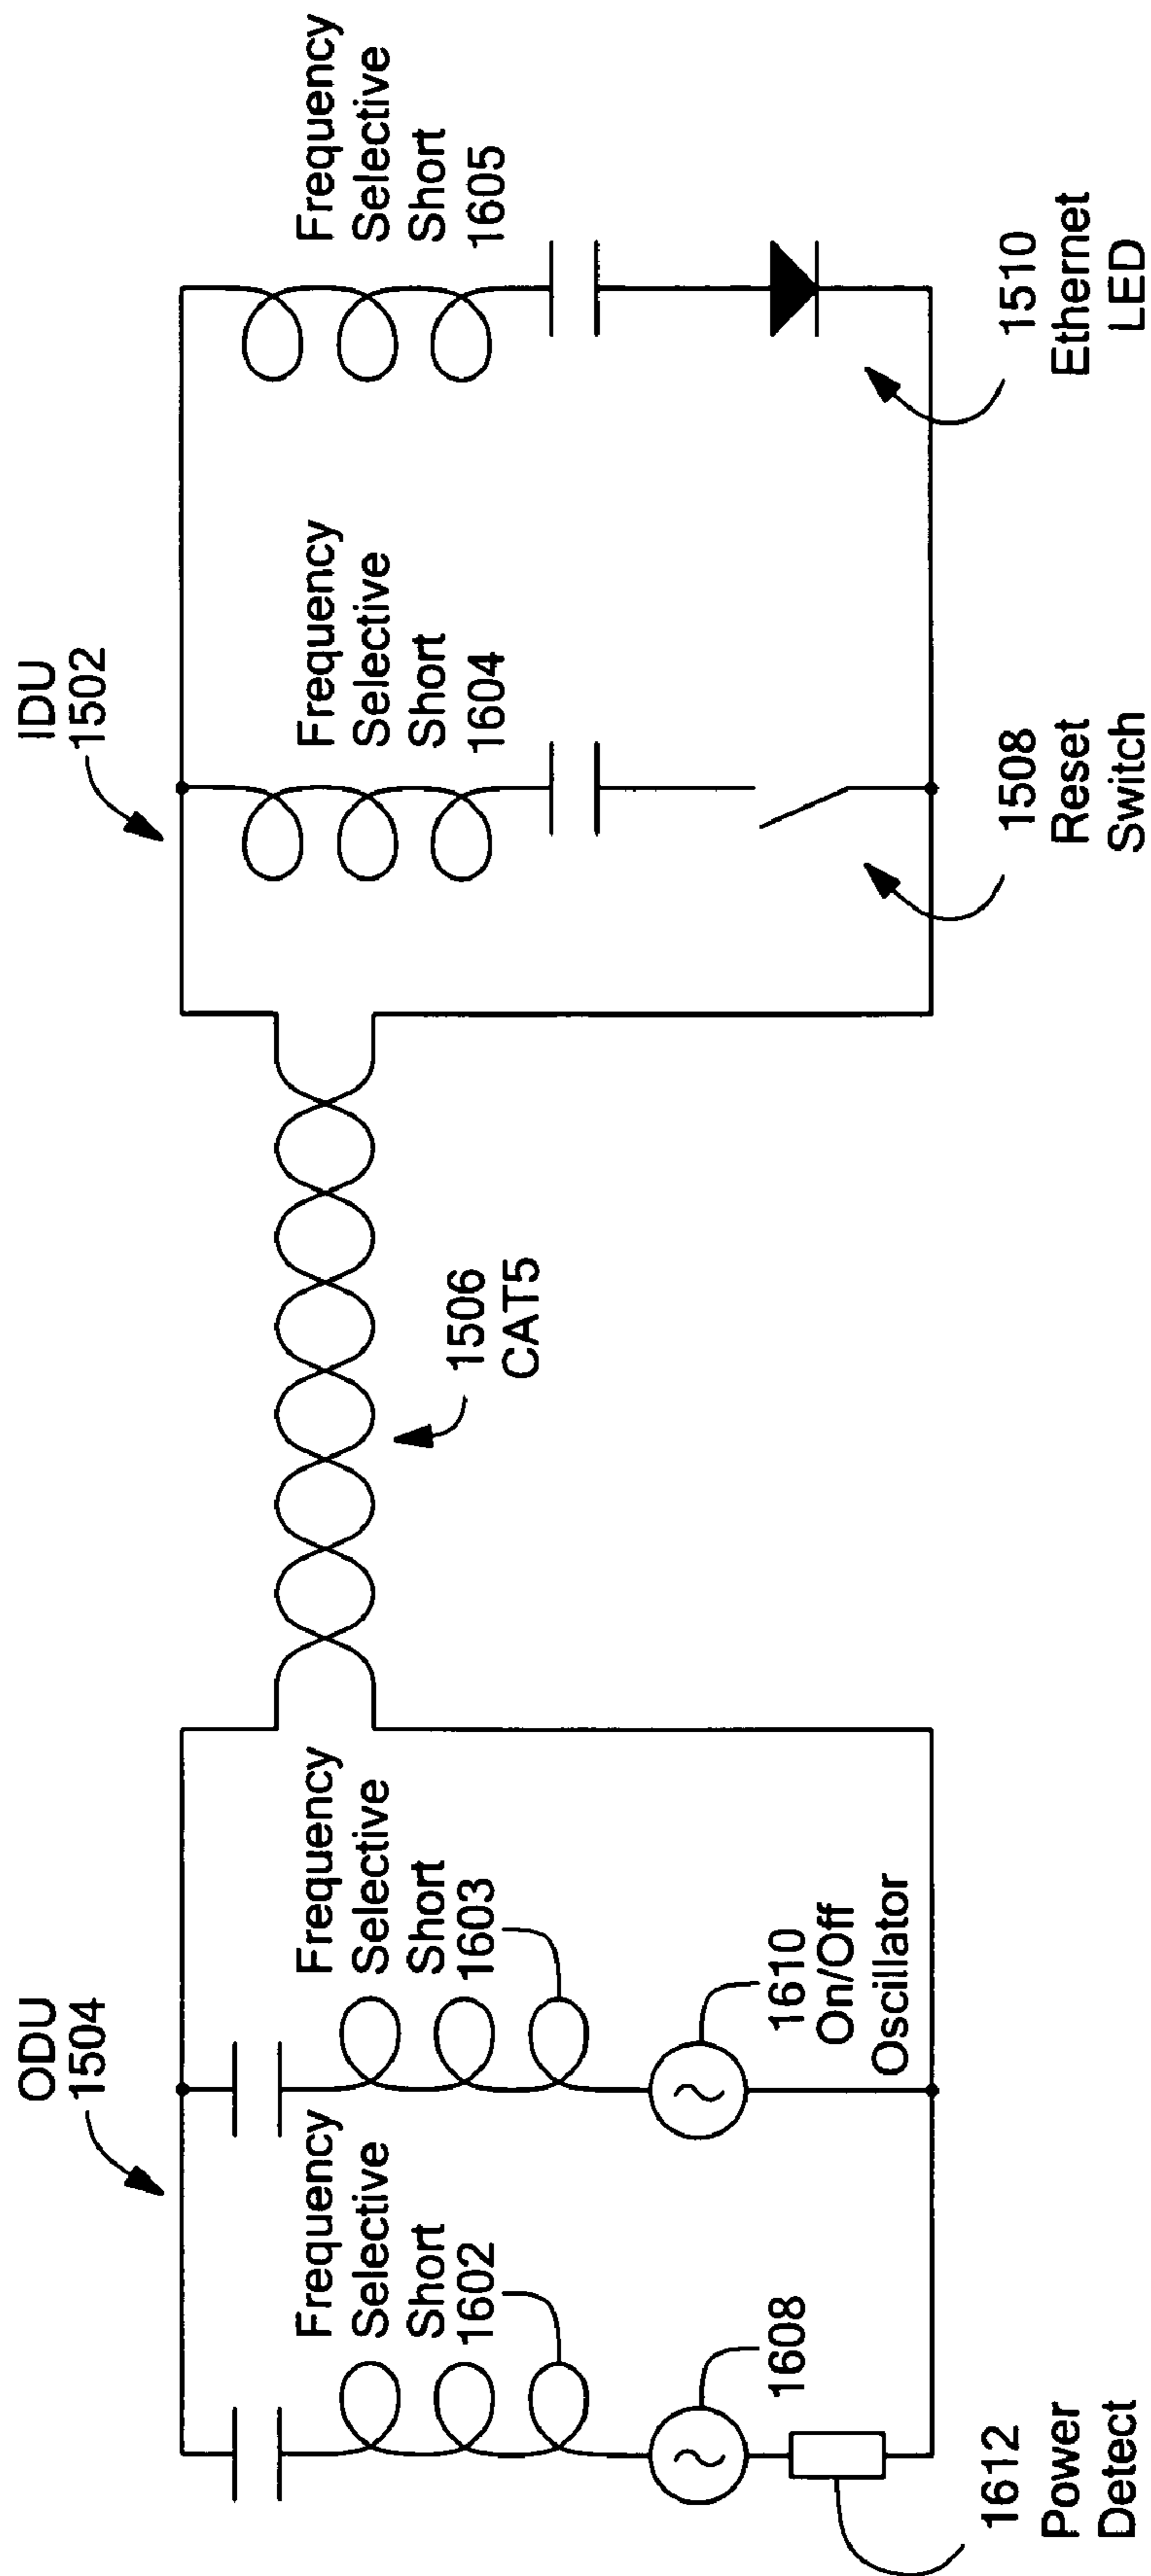 ODU
1504
IDU
1502
Frequency
Selective
Short
1602
Frequency
Selective
Short
1603
Frequency
Selective
Short
1604
Frequency
Selective
Short
1605
1506
CAT5
1608
1610
On/Off
Oscillator
1612
Power
Detect
1508
Reset
Switch
1510
Ethernet
LED